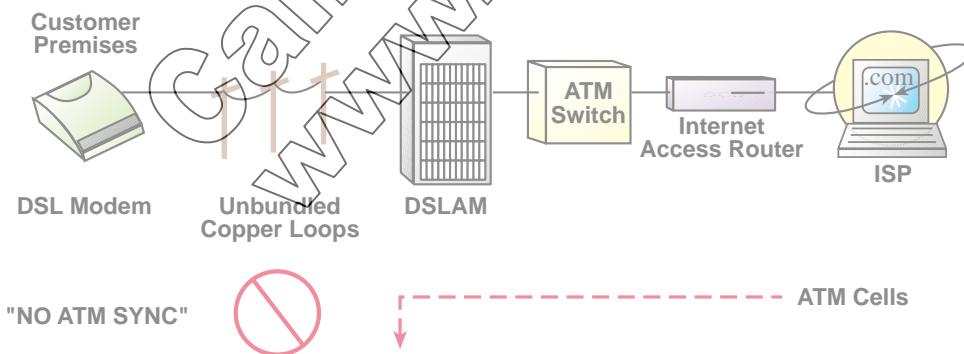 Customer
Premises
.com
ATM
Switch
Internet
Access Router
ISP
DSL Modem
Unbundled
Copper Loops
DSLAM
"NO ATM SYNC"
ATM Cells